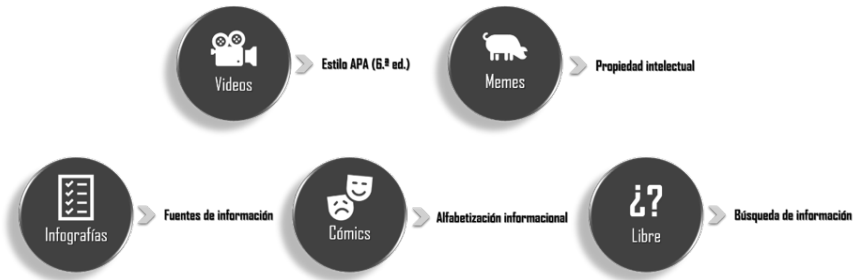 Videos
Estilo APA (6.ª ed.)
Memes
Propiedad intelectual
Infografías
Fuentes de información
Cómics
Alfabetización informacional
¿?
Libre
Búsqueda de información